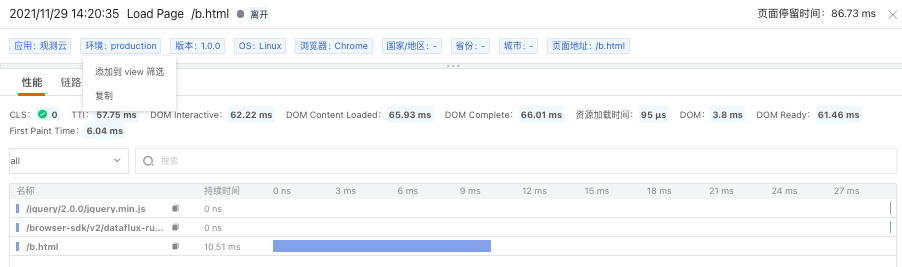 2021/11/29 14:20:35 Load Page /b.html 离开 页面停留时间： 86.73 ms
应用：观测云 环境：production 版本：1.0.0 OS：Linux 浏览器：Chrome 国家/地区：- 省份：- 城市：- 页面地址：/b.html
添加到 view 筛选
复制
性能 链路
CLS： 0 TTI： 57.75 ms DOM Interactive： 62.22 ms DOM Content Loaded： 65.93 ms DOM Complete： 66.01 ms 资源加载时间： 95 μs DOM： 3.8 ms DOM Ready： 61.46 ms
First Paint Time： 6.04 ms
all 搜索
名称 持续时间 0 ns 3 ms 6 ms 9 ms 12 ms 15 ms 18 ms 21 ms 24 ms 27 ms
/jquery/2.0.0/jquery.min.js 0 ns
/browser-sdk/v2/dataflux-ru... 0 ns
/b.html 10.51 ms